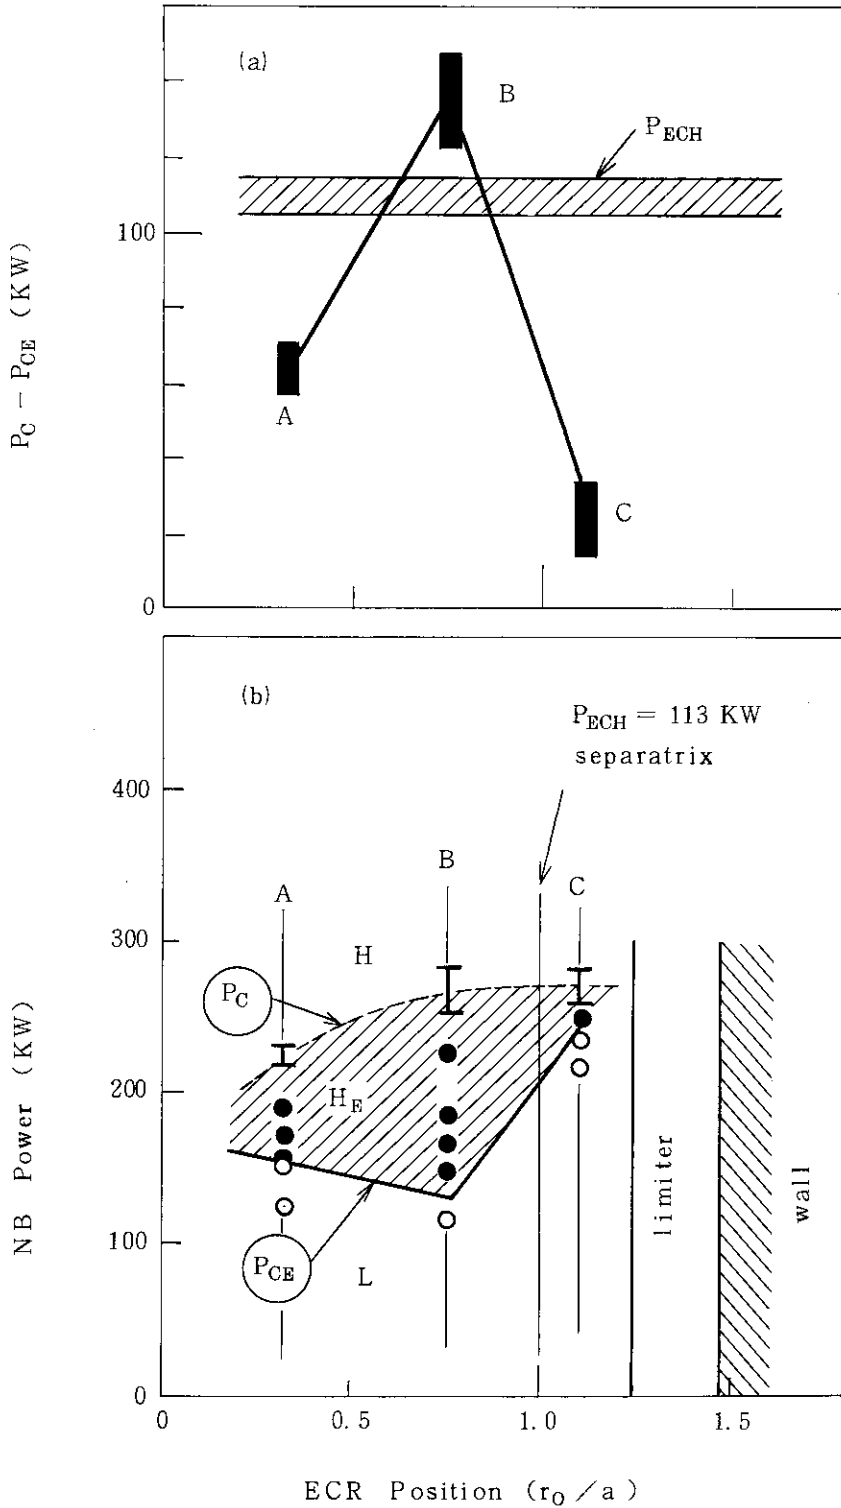 (a)
B
P_ECH
100
P_C − P_CE (KW)
A
C
0
(b)
P_ECH = 113 KW
separatrix
400
B
A
C
300
H
P_C
NB Power (KW)
200
H_E
limiter
wall
P_CE
L
100
0
0
0.5
1.0
1.5
ECR Position (r_0/a)